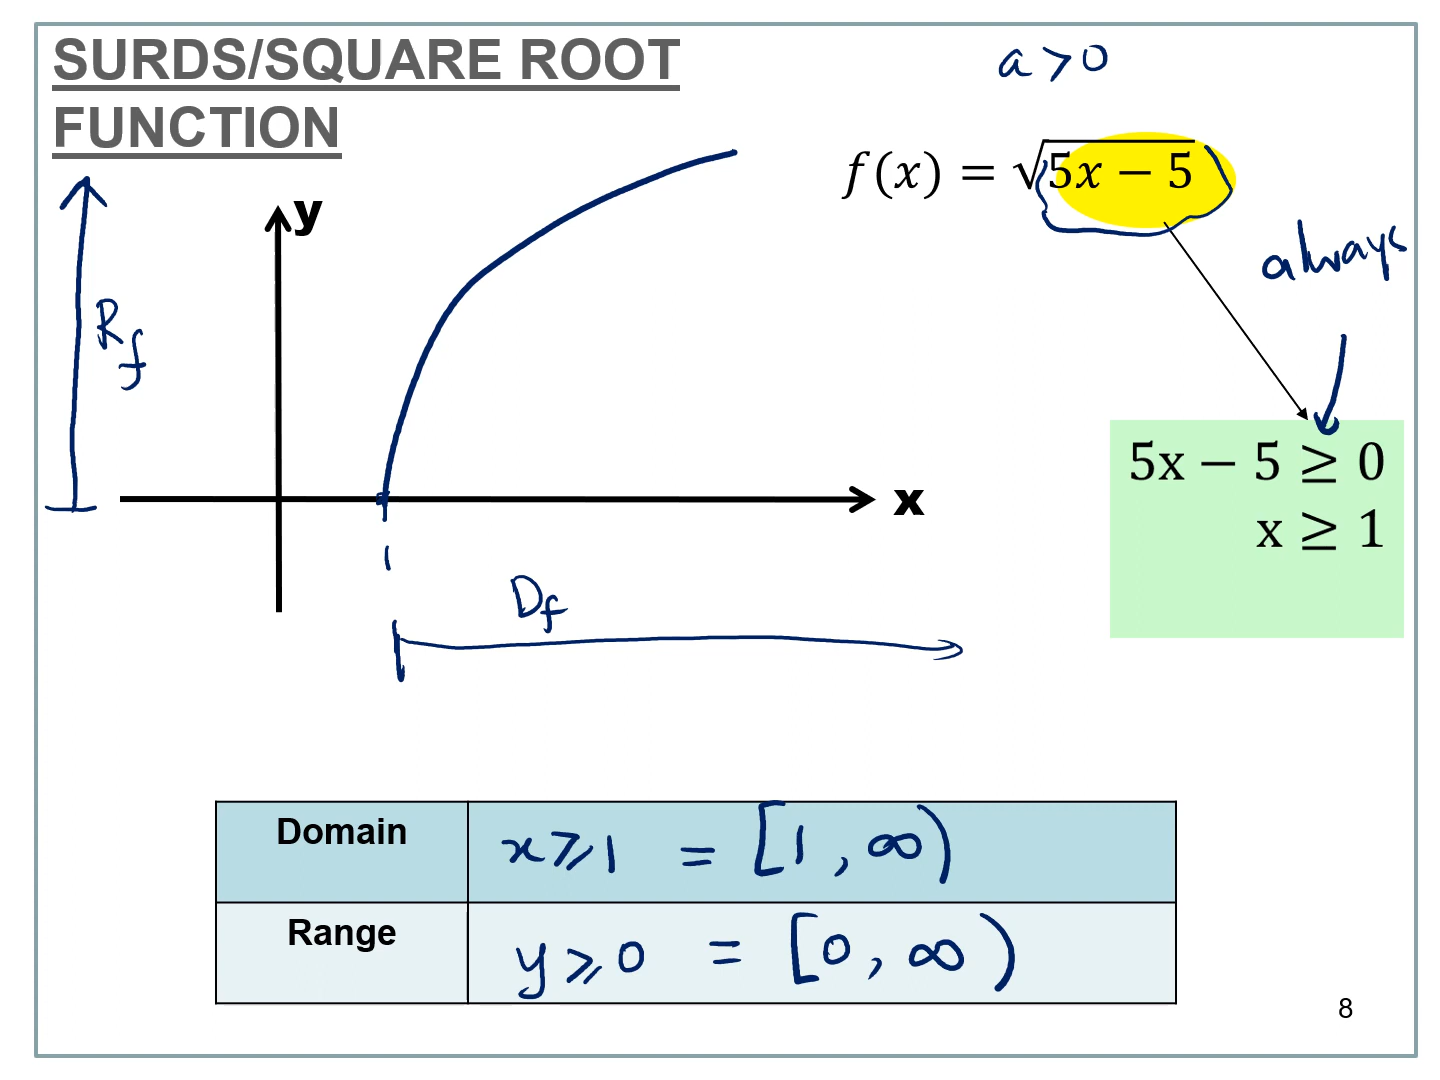 SURDS/SQUARE ROOT
FUNCTION
a > 0
f(x) = √5x − 5
always
5x − 5 ≥ 0
x ≥ 1
y
R_f
x
D_f
Domain x ⩾ 1 = [1, ∞)
Range y ⩾ 0 = [0, ∞)
8